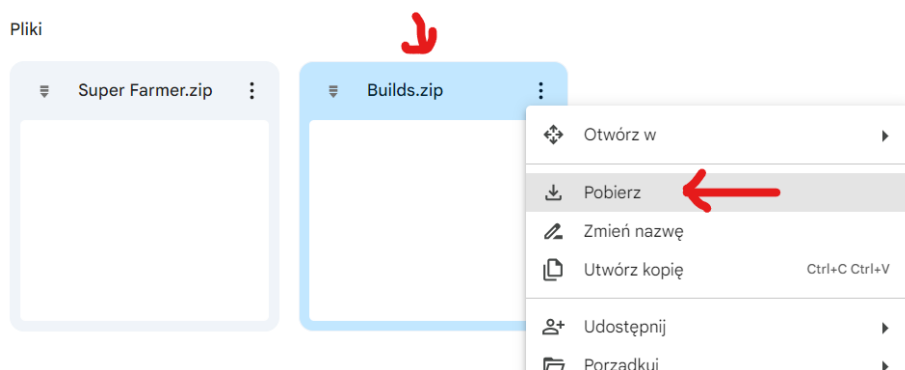 Pliki
Super Farmer.zip
Builds.zip
Otwórz w
Pobierz
Zmień nazwę
Utwórz kopię Ctrl+C Ctrl+V
Udostępnij
Porządkuj